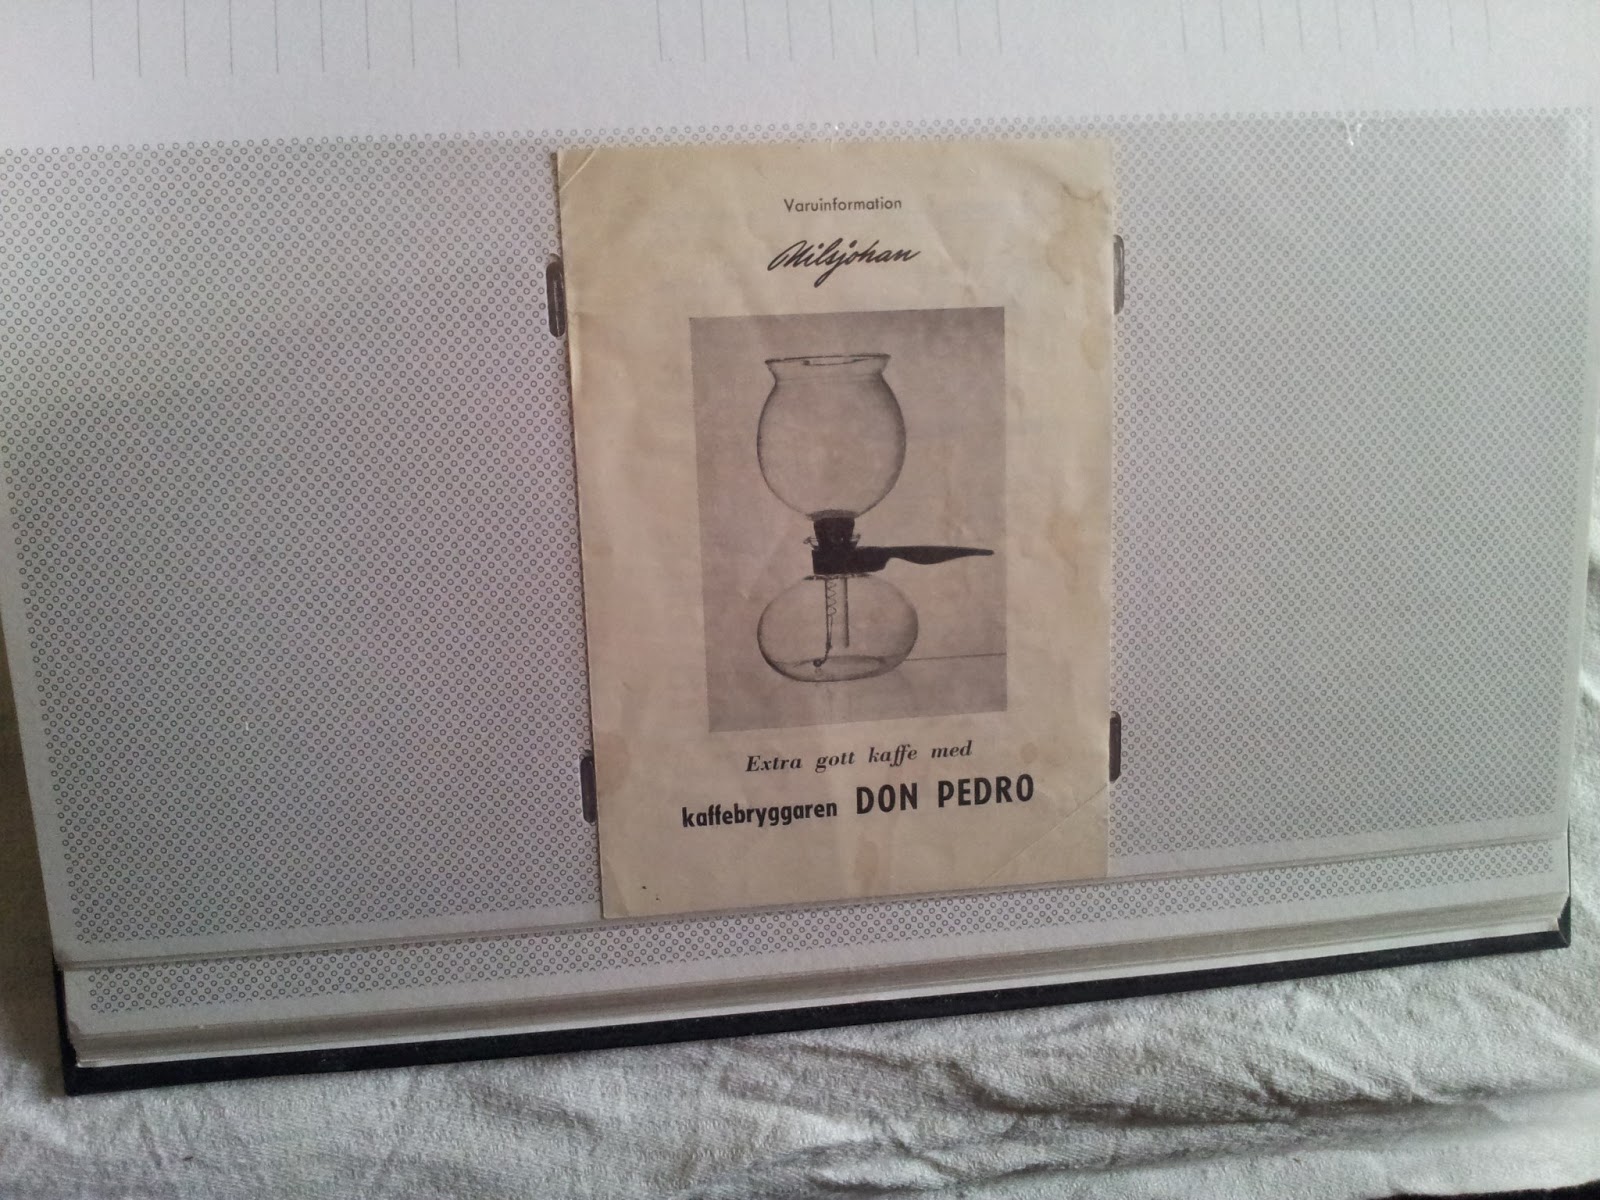 Varuinformation
Nilsjohan
Extra gott kaffe med
kaffebryggaren DON PEDRO